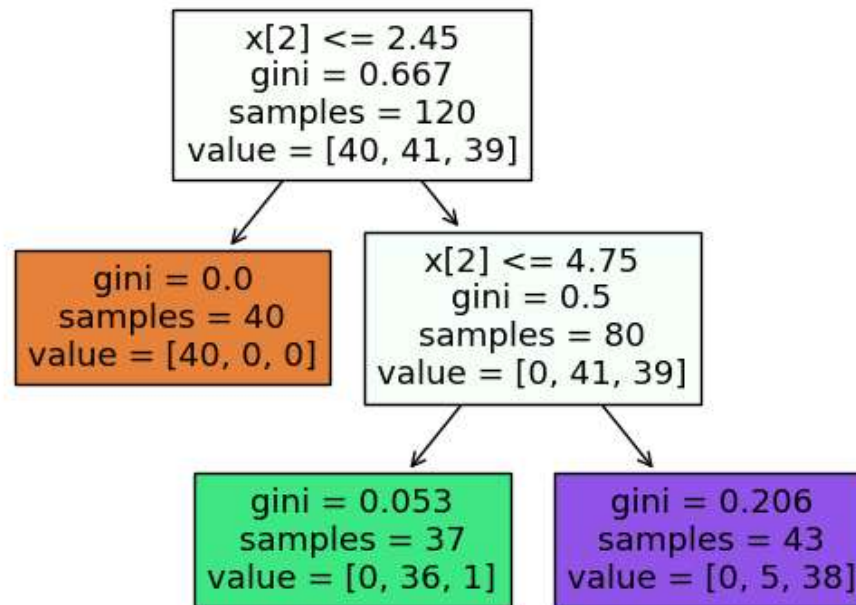 x[2] <= 2.45
gini = 0.667
samples = 120
value = [40, 41, 39]
gini = 0.0
samples = 40
value = [40, 0, 0]
x[2] <= 4.75
gini = 0.5
samples = 80
value = [0, 41, 39]
gini = 0.053
samples = 37
value = [0, 36, 1]
gini = 0.206
samples = 43
value = [0, 5, 38]